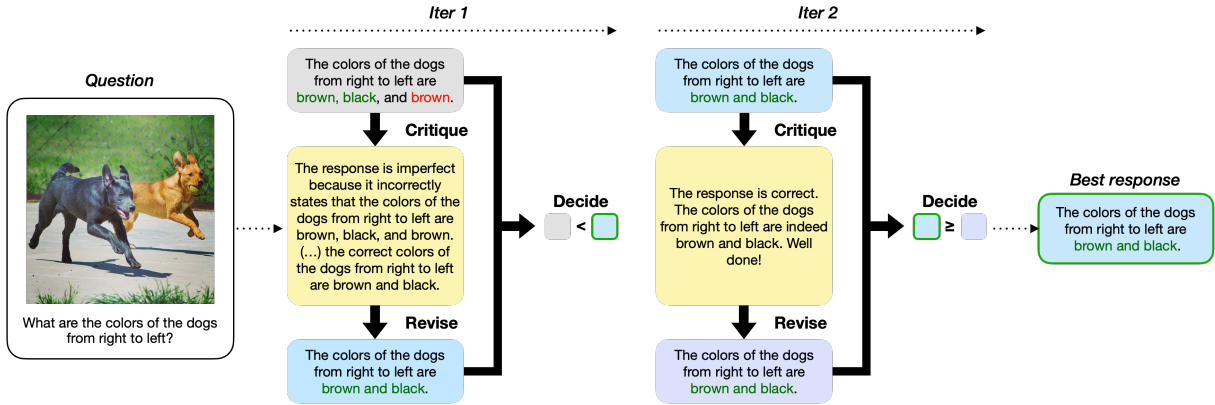 Iter 1
Iter 2
Question
What are the colors of the dogs
from right to left?
The colors of the dogs
from right to left are
brown, black, and brown.
Critique
The response is imperfect
because it incorrectly
states that the colors of the
dogs from right to left are
brown, black, and brown.
(...) the correct colors of
the dogs from right to left
are brown and black.
Revise
The colors of the dogs
from right to left are
brown and black.
Decide
<
The colors of the dogs
from right to left are
brown and black.
Critique
The response is correct.
The colors of the dogs
from right to left are indeed
brown and black. Well
done!
Revise
The colors of the dogs
from right to left are
brown and black.
Decide
≥
Best response
The colors of the dogs
from right to left are
brown and black.